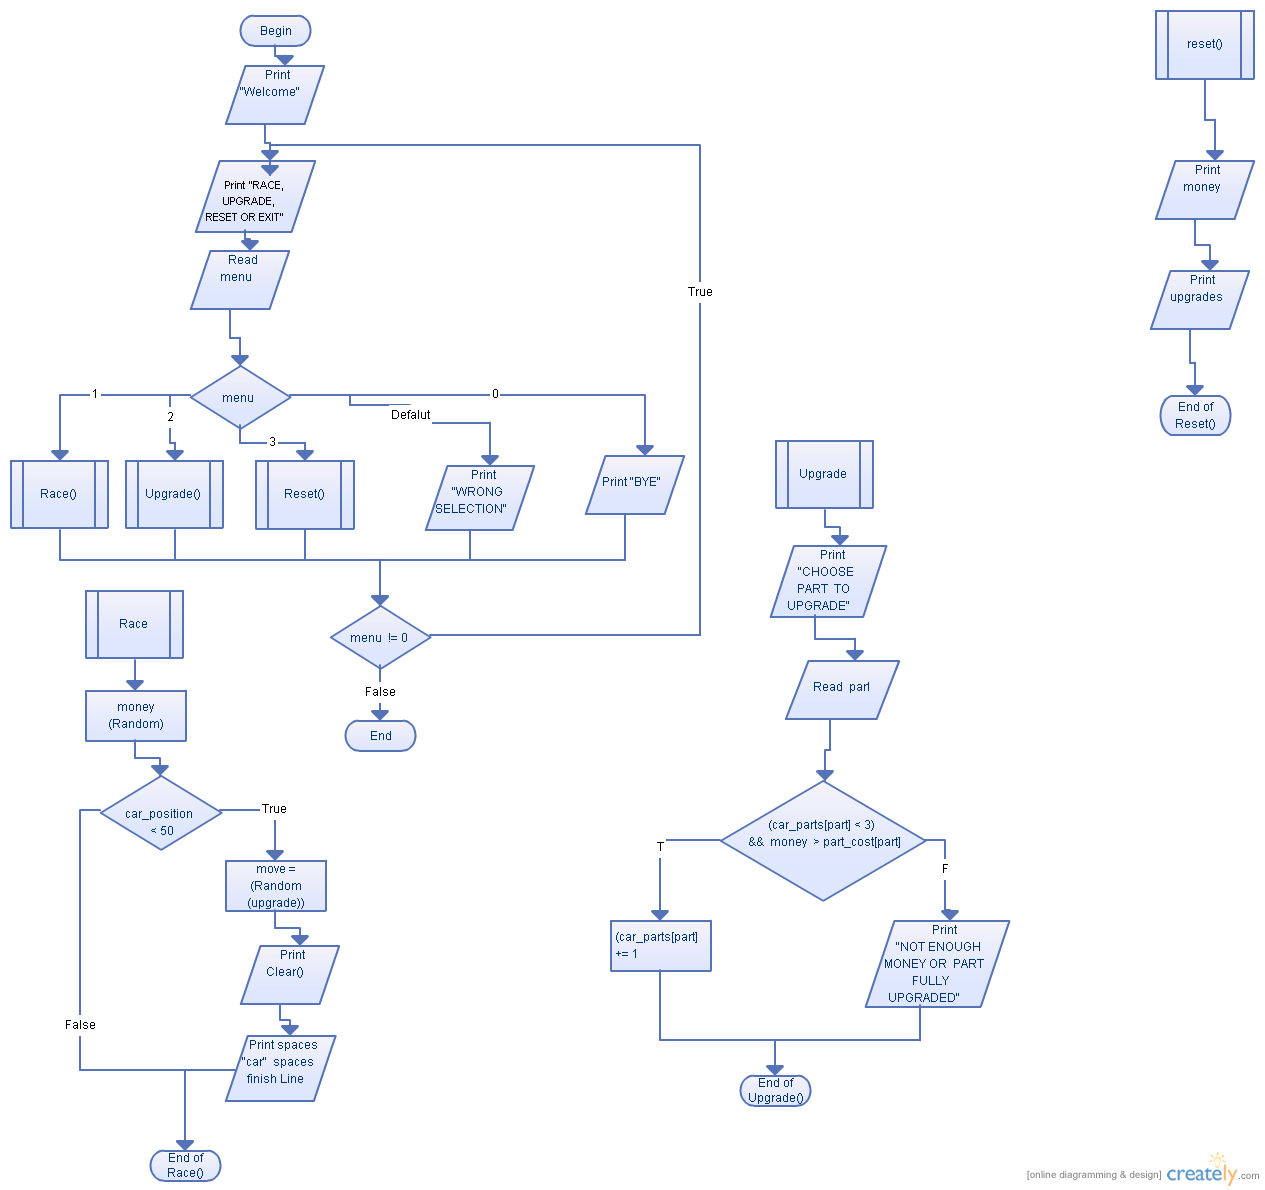 Begin
Print
"Welcome"
Print "RACE,
UPGRADE,
RESET OR EXIT"
Read
menu
menu
1
2
3
Defalut
0
Race()
Upgrade()
Reset()
Print
"WRONG
SELECTION"
Print "BYE"
menu != 0
True
False
End
Race
money
(Random)
car_position
< 50
True
False
move =
(Random
(upgrade))
Print
Clear()
Print spaces
"car" spaces
finish Line
End of
Race()
Upgrade
Print
"CHOOSE
PART TO
UPGRADE"
Read parl
(car_parts[part] < 3)
&& money > part_cost[part]
T
F
(car_parts[part]
+= 1
Print
"NOT ENOUGH
MONEY OR PART
FULLY
UPGRADED"
End of
Upgrade()
reset()
Print
money
Print
upgrades
End of
Reset()
[online diagramming & design] creately.com